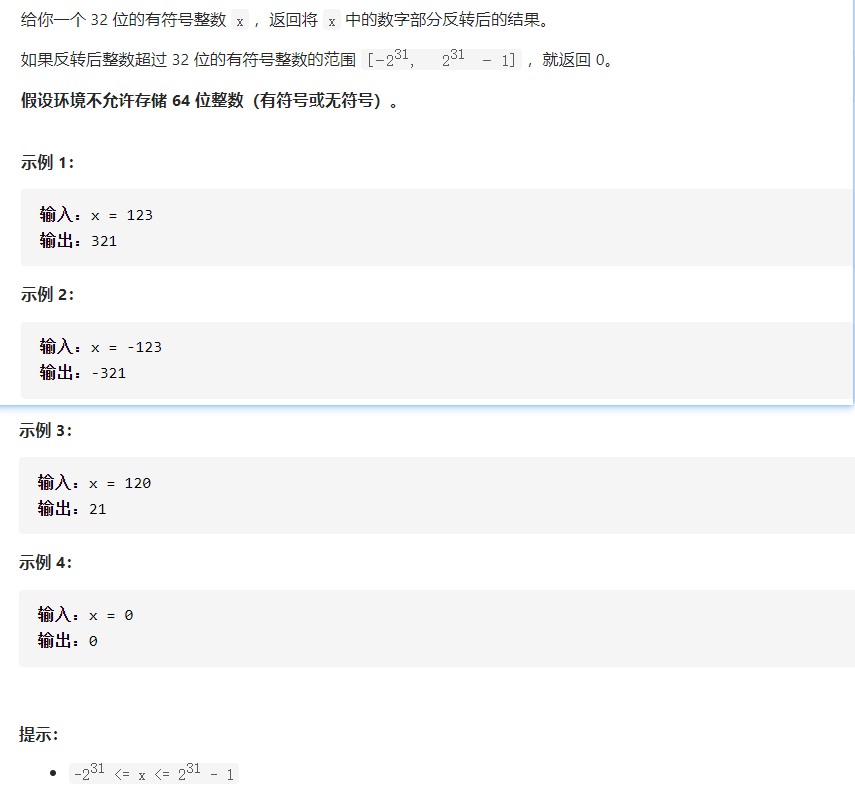 给你一个 32 位的有符号整数 x ，返回将 x 中的数字部分反转后的结果。
如果反转后整数超过 32 位的有符号整数的范围 [−2^31,  2^31 − 1] ，就返回 0。
假设环境不允许存储 64 位整数（有符号或无符号）。
示例 1：
输入：x = 123
输出：321
示例 2：
输入：x = -123
输出：-321
示例 3：
输入：x = 120
输出：21
示例 4：
输入：x = 0
输出：0
提示：
• -2^31 <= x <= 2^31 - 1